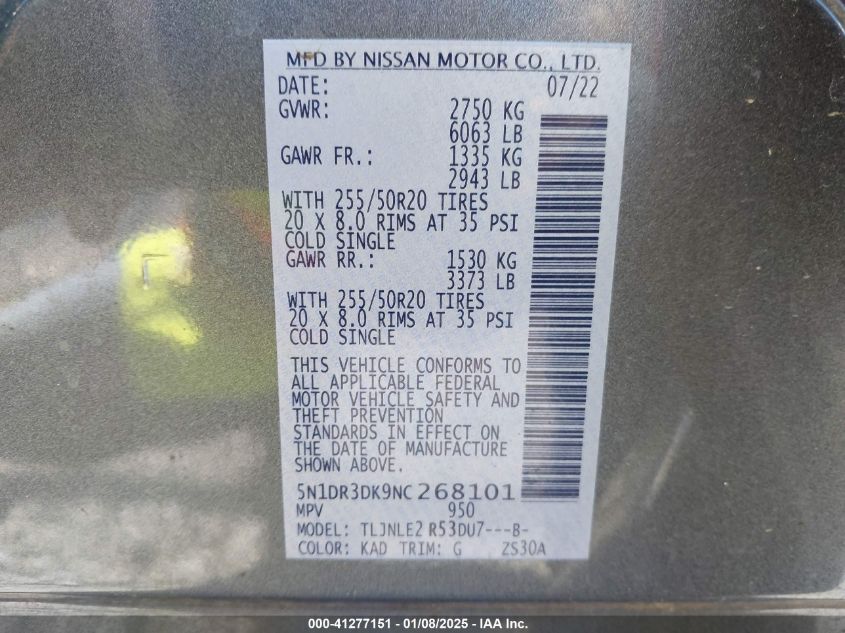 MFD BY NISSAN MOTOR CO., LTD.
DATE: 07/22
GVWR: 2750 KG
6063 LB
GAWR FR.: 1335 KG
2943 LB
WITH 255/50R20 TIRES
20 X 8.0 RIMS AT 35 PSI
COLD SINGLE
GAWR RR.: 1530 KG
3373 LB
WITH 255/50R20 TIRES
20 X 8.0 RIMS AT 35 PSI
COLD SINGLE
THIS VEHICLE CONFORMS TO
ALL APPLICABLE FEDERAL
MOTOR VEHICLE SAFETY AND
THEFT PREVENTION
STANDARDS IN EFFECT ON
THE DATE OF MANUFACTURE
SHOWN ABOVE.
5N1DR3DK9NC268101
MPV 950
MODEL: TLJNLE2 R53DU7---B-
COLOR: KAD TRIM: G ZS30A
000-41277151 - 01/08/2025 - IAA Inc.